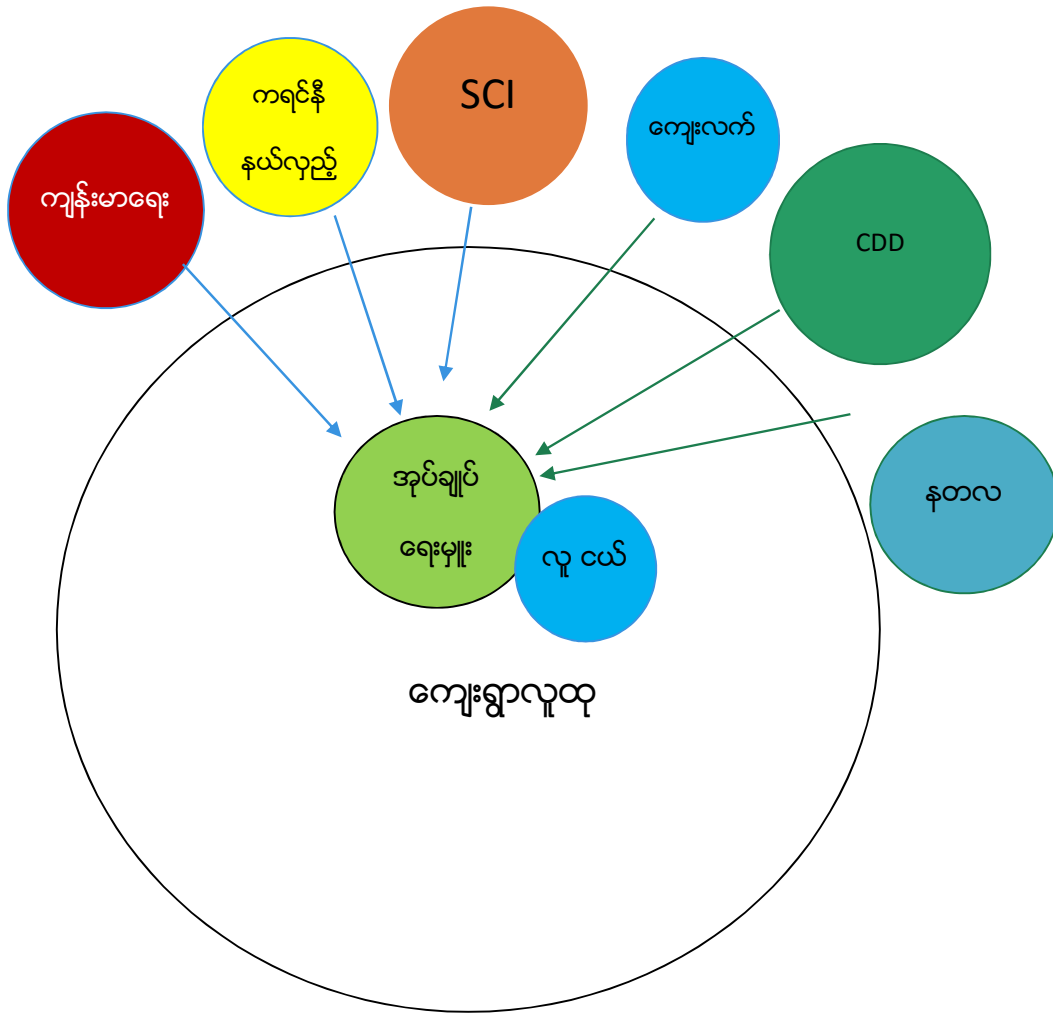 ကျန်းမာရေး
ကရင်နီ
နယ်လှည့်
SCI
ကျေးလက်
CDD
နတလ
အုပ်ချုပ်
ရေးမှူး
လူ ငယ်
ကျေးရွာလူထု